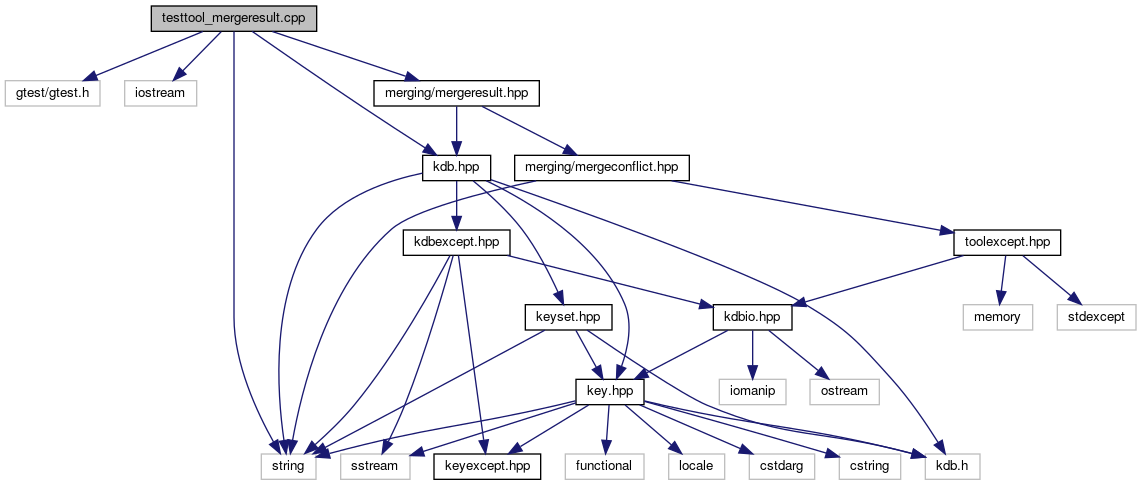 testtool_mergeresult.cpp
gtest/gtest.h
iostream
merging/mergeresult.hpp
kdb.hpp
merging/mergeconflict.hpp
kdbexcept.hpp
toolexcept.hpp
keyset.hpp
kdbio.hpp
memory
stdexcept
key.hpp
iomanip
ostream
string
sstream
keyexcept.hpp
functional
locale
cstdarg
cstring
kdb.h